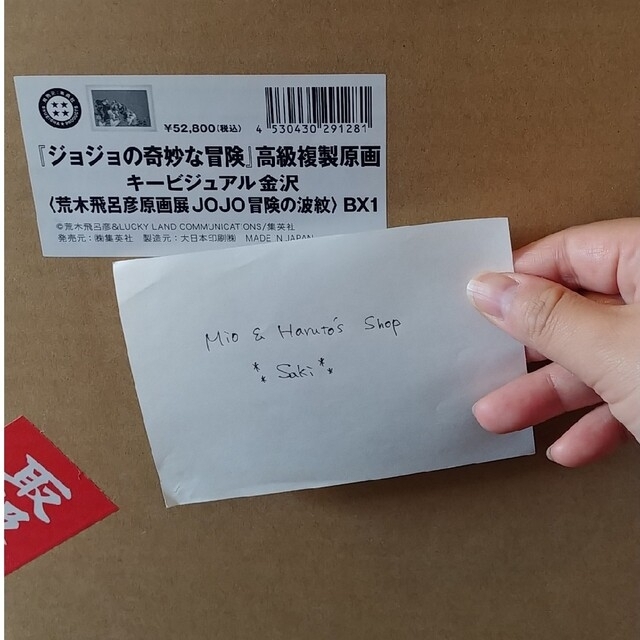 ¥52,800(税込)
4 530430 291281
『ジョジョの奇妙な冒険』高級複製原画
キービジュアル金沢
〈荒木飛呂彦原画展 JOJO 冒険の波紋〉 BX1
©荒木飛呂彦&LUCKY LAND COMMUNICATIONS/集英社
発売元:㈱集英社 製造元:大日本印刷㈱ MADE IN JAPAN
Mio & Haruto's Shop
*⁎ Saki *⁎
取